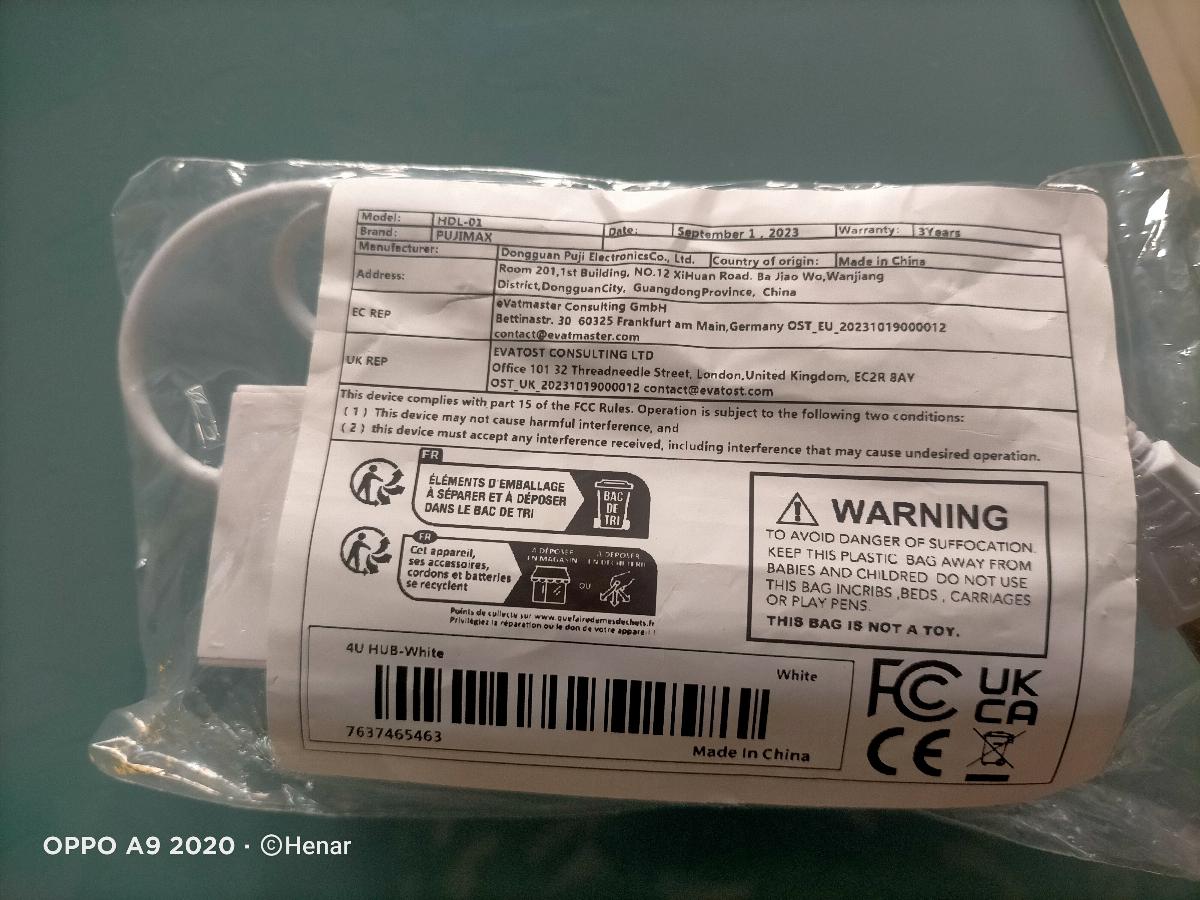 Model: HDL-01
Brand: PUJIMAX Date: September 1 , 2023 Warranty: 3Years
Manufacturer: Dongguan Puji ElectronicsCo., Ltd. Country of origin: Made in China
Address: Room 201,1st Building, NO.12 XiHuan Road. Ba Jiao Wo,Wanjiang
District,DongguanCity, GuangdongProvince, China
EC REP eVatmaster Consulting GmbH
Bettinastr. 30 60325 Frankfurt am Main,Germany OST_EU_20231019000012
contact@evatmaster.com
UK REP EVATOST CONSULTING LTD
Office 101 32 Threadneedle Street, London,United Kingdom, EC2R 8AY
OST_UK_20231019000012 contact@evatost.com
This device complies with part 15 of the FCC Rules. Operation is subject to the following two conditions:
( 1 ) This device may not cause harmful interference, and
( 2 ) this device must accept any interference received, including interference that may cause undesired operation.
FR
ÉLÉMENTS D'EMBALLAGE
À SÉPARER ET À DÉPOSER
DANS LE BAC DE TRI
BAC
DE
TRI
FR
Cet appareil,
ses accessoires,
cordons et batteries
se recyclent
À DÉPOSER
EN MAGASIN
OU
À DÉPOSER
EN DÉCHÈTERIE
Points de collecte sur www.quefairedemesdechets.fr
Privilégiez la réparation ou le don de votre appareil !
WARNING
TO AVOID DANGER OF SUFFOCATION.
KEEP THIS PLASTIC BAG AWAY FROM
BABIES AND CHILDRED DO NOT USE
THIS BAG INCRIBS ,BEDS , CARRIAGES
OR PLAY PENS.
THIS BAG IS NOT A TOY.
4U HUB-White
White
7637465463
Made In China
FC
UK
CA
CE
OPPO A9 2020 · ©Henar